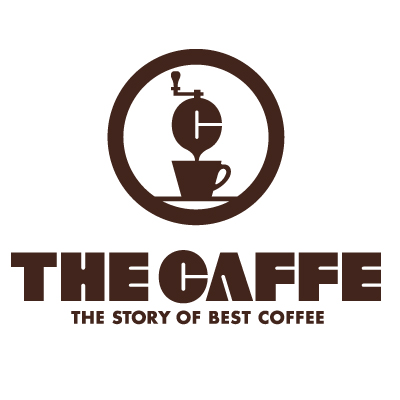 THE CAFFE
THE STORY OF BEST COFFEE